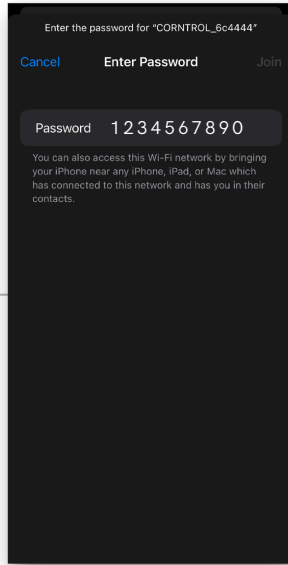 Enter the password for “CORNTROL_6c4444”
Cancel Enter Password Join
Password 1234567890
You can also access this Wi-Fi network by bringing
your iPhone near any iPhone, iPad, or Mac which
has connected to this network and has you in their
contacts.